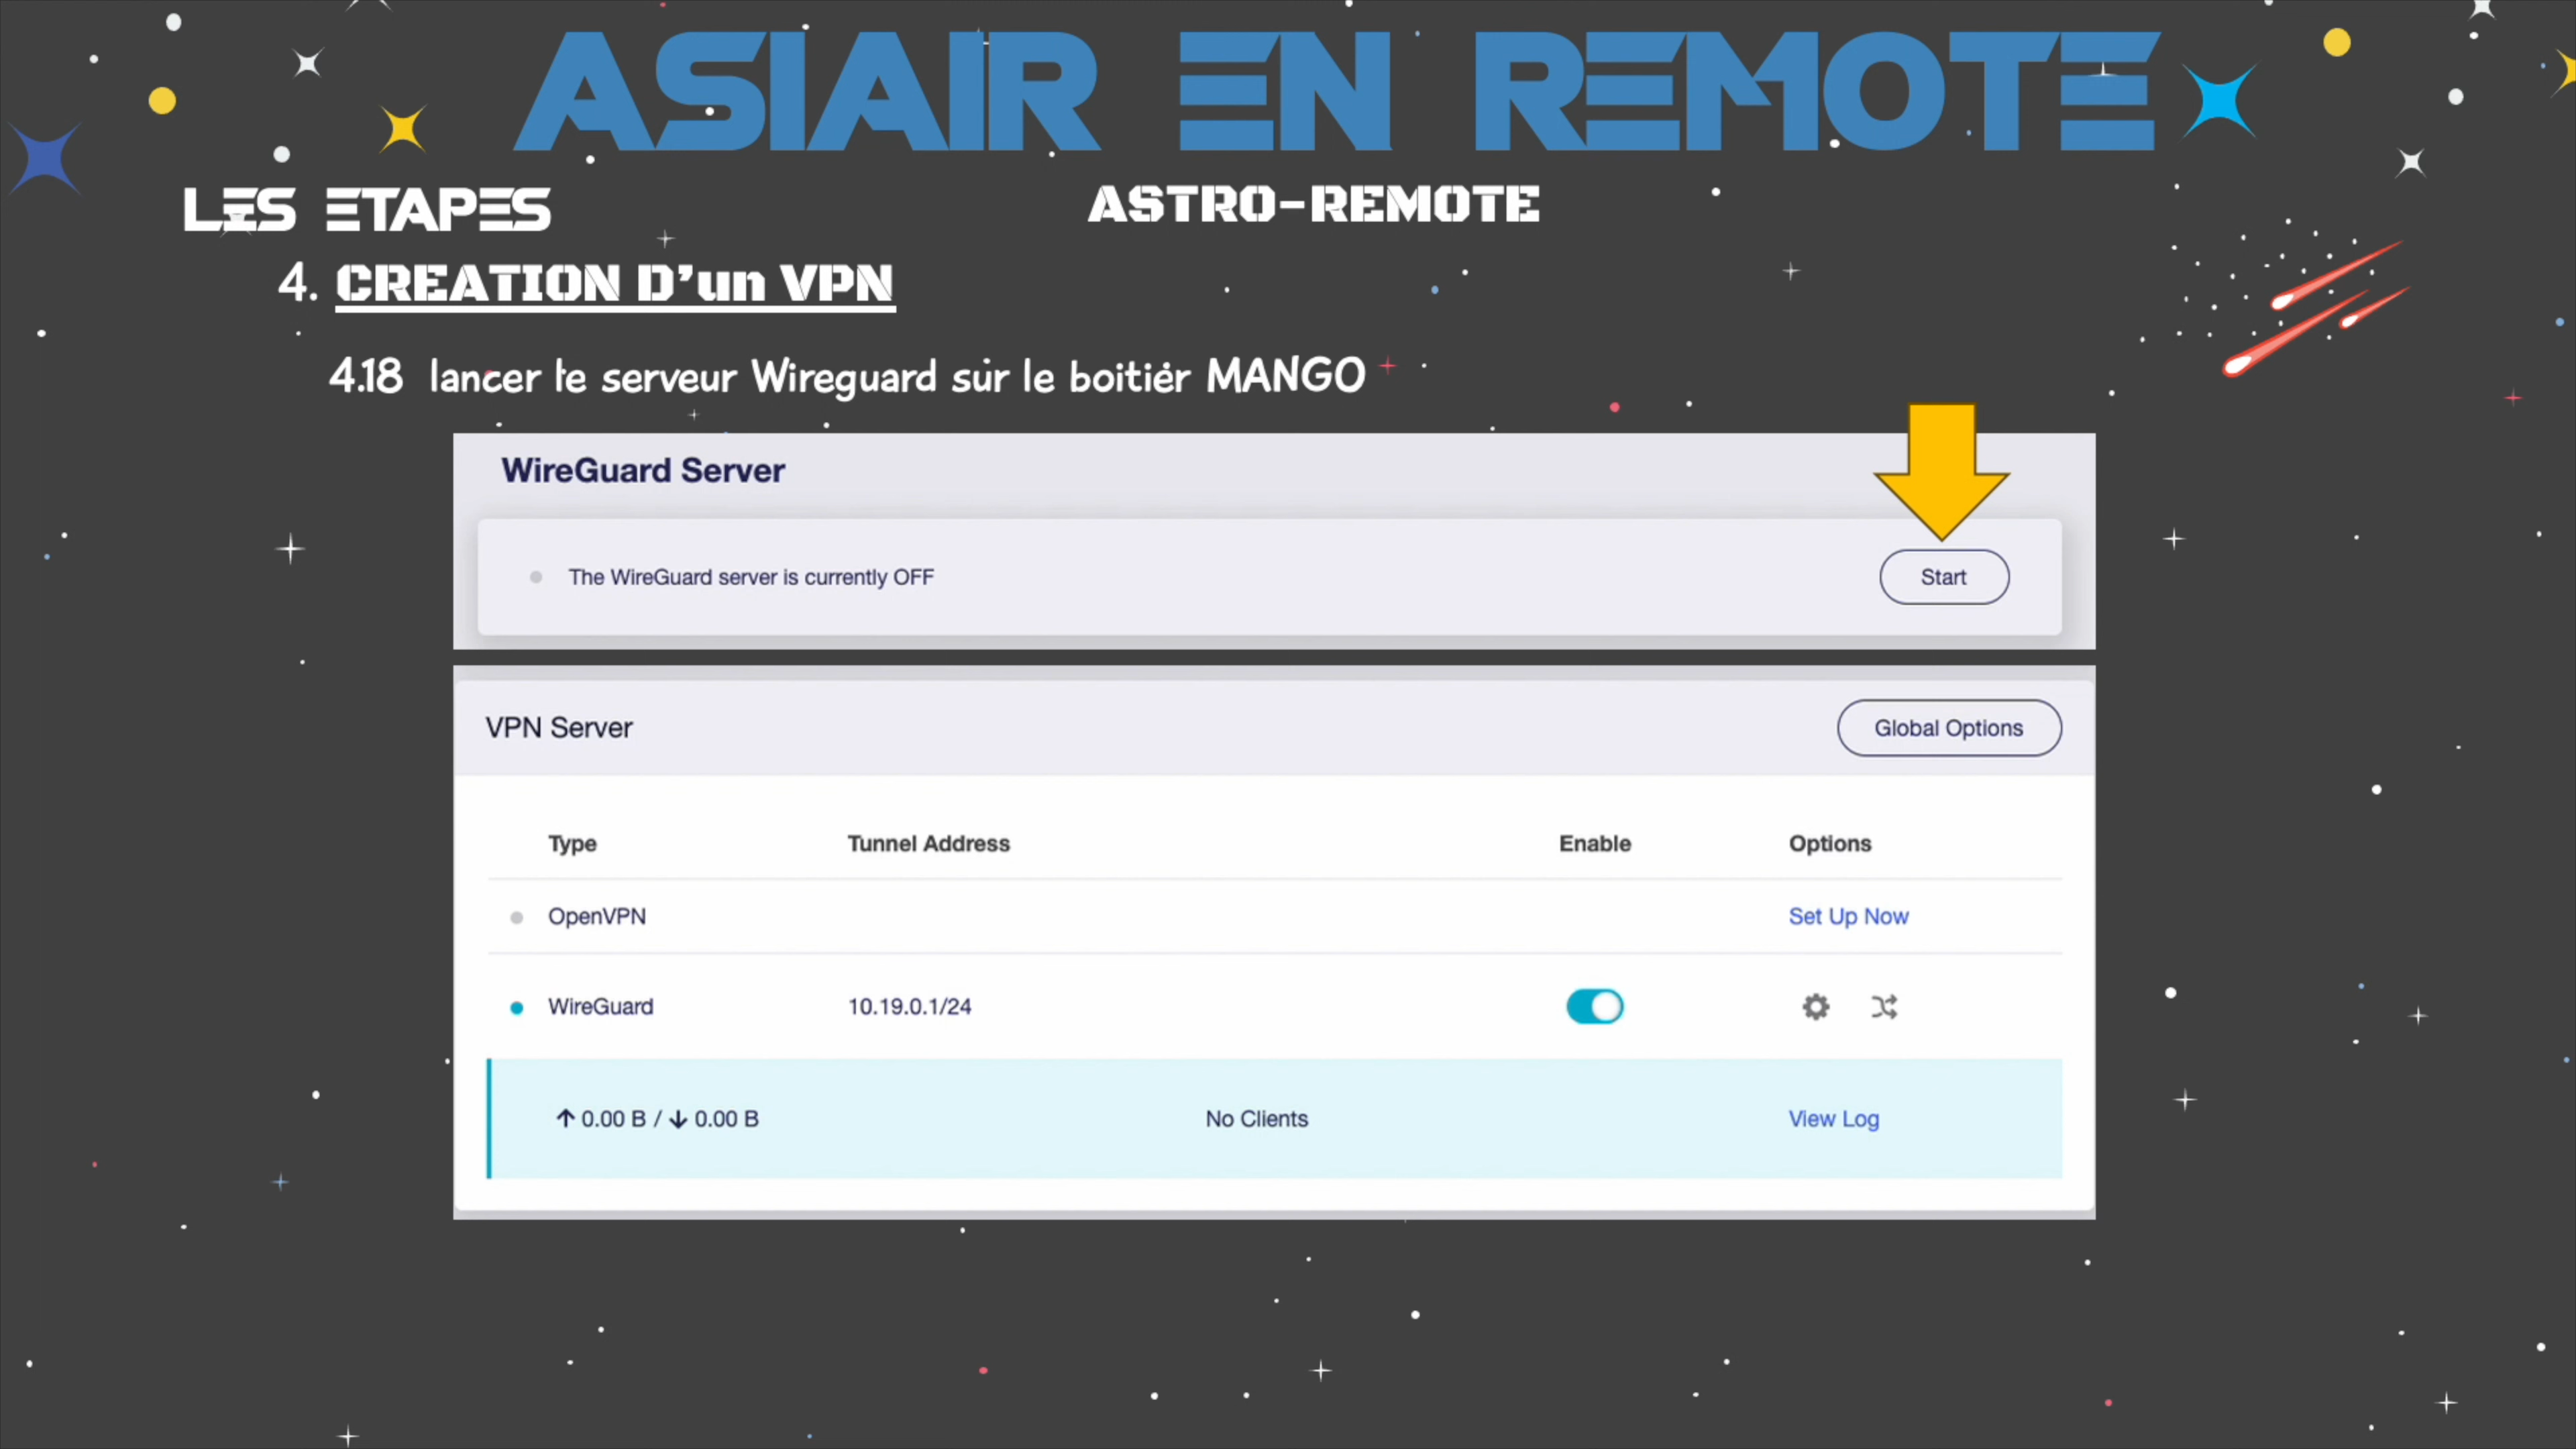 ASIAIR EN REMOTE
LES ETAPES
ASTRO-REMOTE
4. CREATION D'un VPN
4.18 lancer le serveur Wireguard sur le boitier MANGO
WireGuard Server
The WireGuard server is currently OFF
Start
VPN Server
Global Options
Type Tunnel Address Enable Options
OpenVPN Set Up Now
WireGuard 10.19.0.1/24
↑ 0.00 B / ↓ 0.00 B No Clients View Log